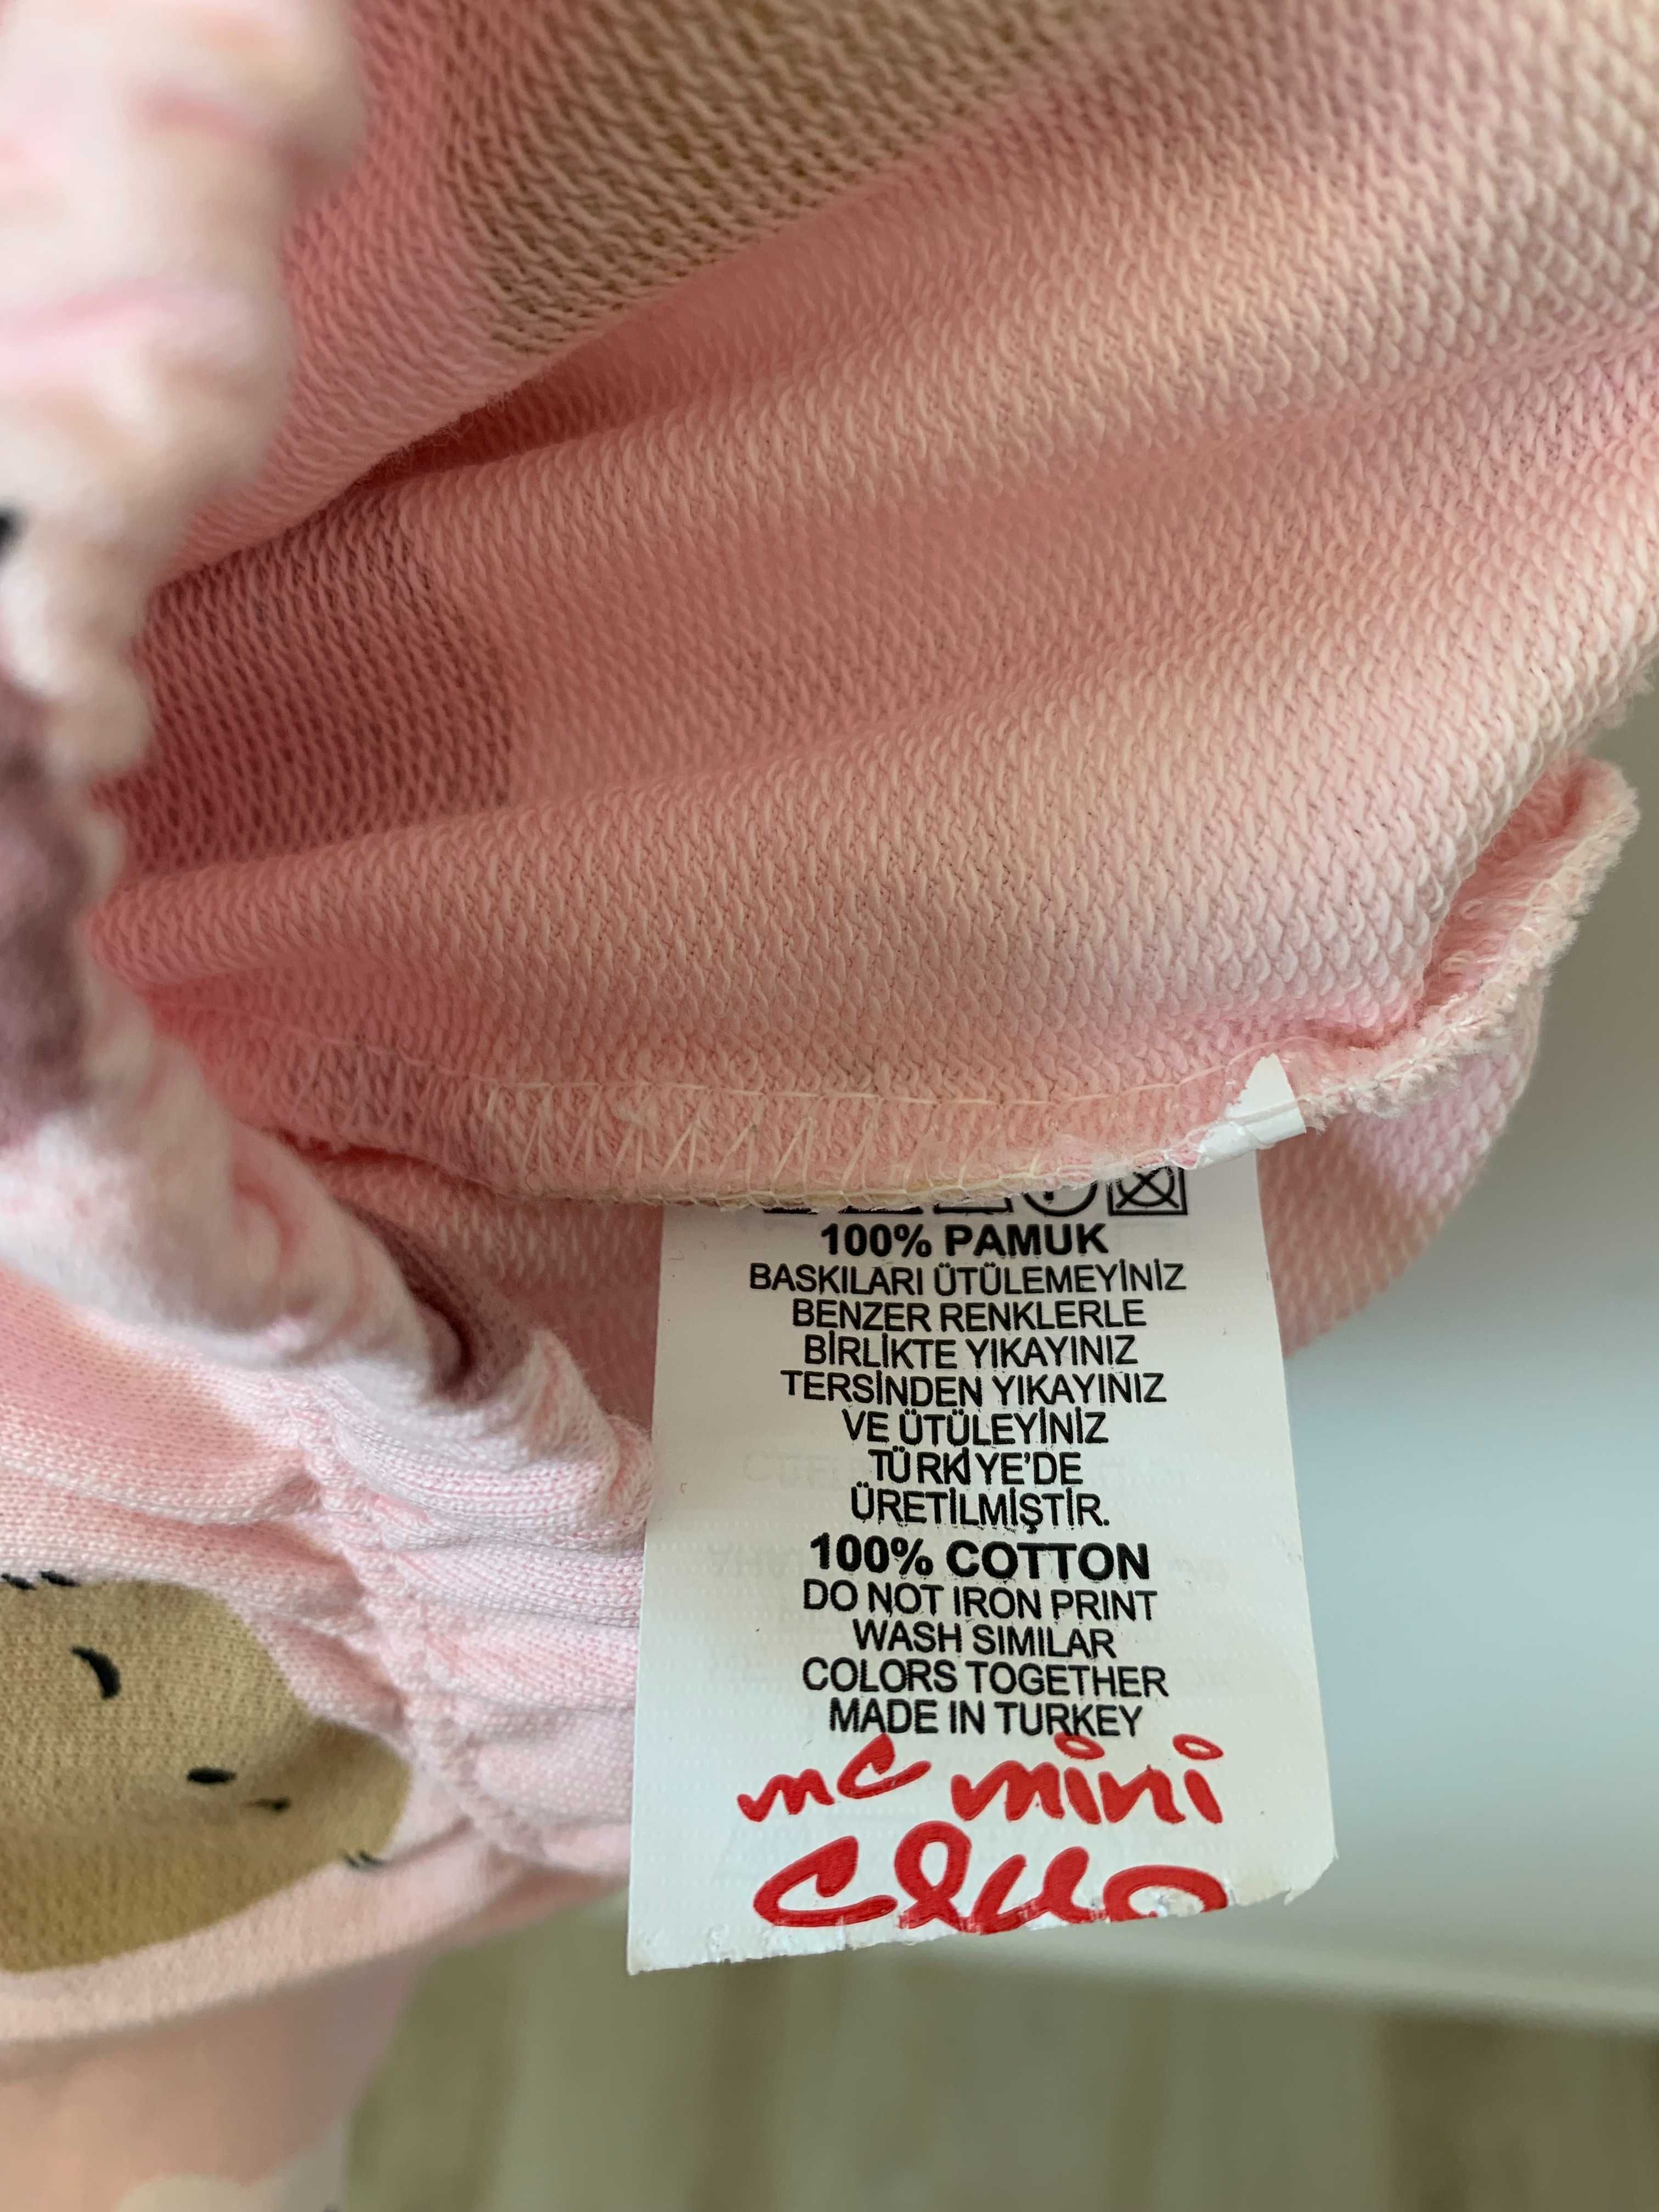 100% PAMUK
BASKILARI ÜTÜLEMEYİNİZ
BENZER RENKLERLE
BİRLİKTE YIKAYINIZ
TERSİNDEN YIKAYINIZ
VE ÜTÜLEYİNİZ
TÜRKİYE'DE
ÜRETİLMİŞTİR.
100% COTTON
DO NOT IRON PRINT
WASH SIMILAR
COLORS TOGETHER
MADE IN TURKEY
mc mini